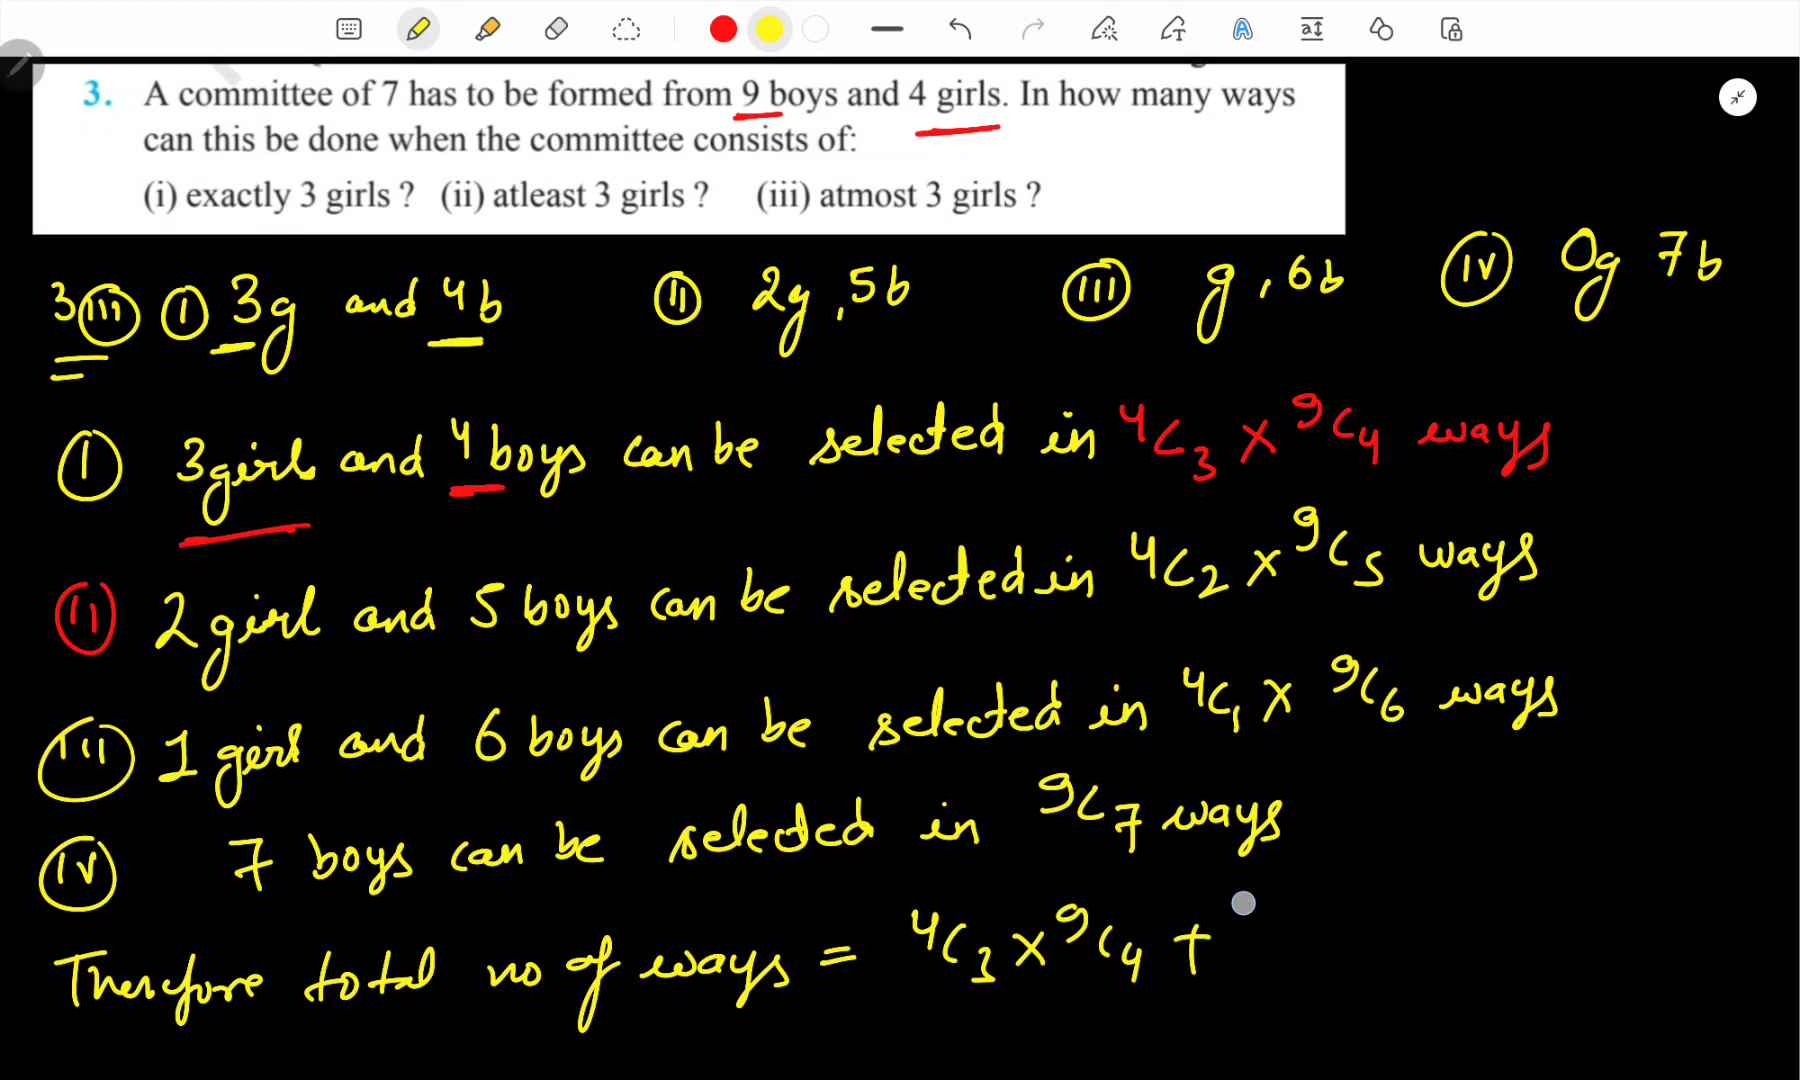 3. A committee of 7 has to be formed from 9 boys and 4 girls. In how many ways
can this be done when the committee consists of:
(i) exactly 3 girls ? (ii) atleast 3 girls ? (iii) atmost 3 girls ?
3(iii) (i) 3g and 4b (ii) 2g, 5b (iii) g, 6b (iv) 0g 7b
(i) 3girls and 4 boys can be selected in ⁴C₃ × ⁹C₄ ways
(ii) 2 girl and 5 boys can be selected in ⁴C₂ × ⁹C₅ ways
(iii) 1 girl and 6 boys can be selected in ⁴C₁ × ⁹C₆ ways
(iv) 7 boys can be selected in ⁹C₇ ways
Therefore total no of ways = ⁴C₃ × ⁹C₄ +